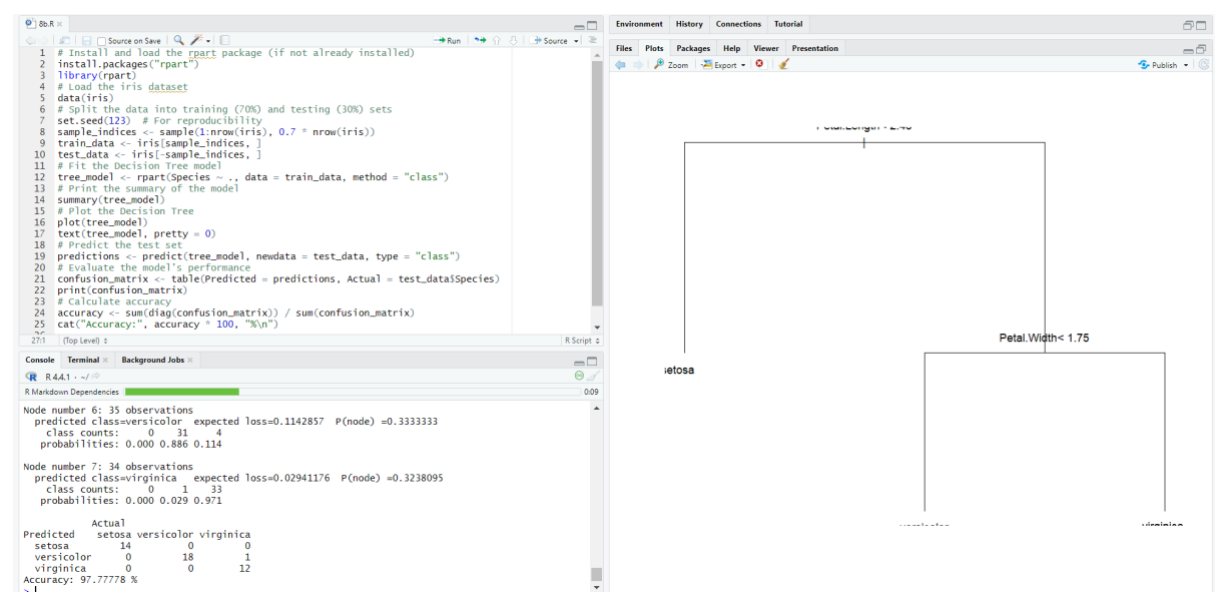 8b.R
Source on Save
Run
Source
1 # Install and load the rpart package (if not already installed)
2 install.packages("rpart")
3 library(rpart)
4 # Load the iris dataset
5 data(iris)
6 # Split the data into training (70%) and testing (30%) sets
7 set.seed(123) # For reproducibility
8 sample_indices <- sample(1:nrow(iris), 0.7 * nrow(iris))
9 train_data <- iris[sample_indices, ]
10 test_data <- iris[-sample_indices, ]
11 # Fit the Decision Tree model
12 tree_model <- rpart(Species ~ ., data = train_data, method = "class")
13 # Print the summary of the model
14 summary(tree_model)
15 # Plot the Decision Tree
16 plot(tree_model)
17 text(tree_model, pretty = 0)
18 # Predict the test set
19 predictions <- predict(tree_model, newdata = test_data, type = "class")
20 # Evaluate the model's performance
21 confusion_matrix <- table(Predicted = predictions, Actual = test_data$Species)
22 print(confusion_matrix)
23 # Calculate accuracy
24 accuracy <- sum(diag(confusion_matrix)) / sum(confusion_matrix)
25 cat("Accuracy:", accuracy * 100, "%\n")
27:1 (Top Level) R Script
Console Terminal Background Jobs
R 4.4.1 · ~/
R Markdown Dependencies 0:09
Node number 6: 35 observations
predicted class=versicolor expected loss=0.1142857 P(node) =0.3333333
class counts: 0 31 4
probabilities: 0.000 0.886 0.114
Node number 7: 34 observations
predicted class=virginica expected loss=0.02941176 P(node) =0.3238095
class counts: 0 1 33
probabilities: 0.000 0.029 0.971
Actual
Predicted setosa versicolor virginica
setosa 14 0 0
versicolor 0 18 1
virginica 0 0 12
Accuracy: 97.77778 %
>
Environment History Connections Tutorial
Files Plots Packages Help Viewer Presentation
Zoom Export Publish
Petal.Width< 1.75
setosa
virginica